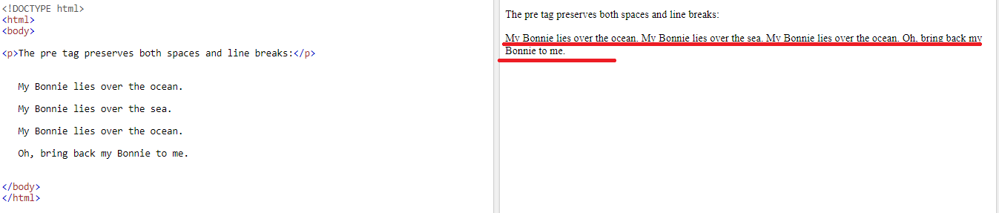 <!DOCTYPE html>
<html>
<body>
<p>The pre tag preserves both spaces and line breaks:</p>
My Bonnie lies over the ocean.
My Bonnie lies over the sea.
My Bonnie lies over the ocean.
Oh, bring back my Bonnie to me.
</body>
</html>
The pre tag preserves both spaces and line breaks:
My Bonnie lies over the ocean. My Bonnie lies over the sea. My Bonnie lies over the ocean. Oh, bring back my
Bonnie to me.